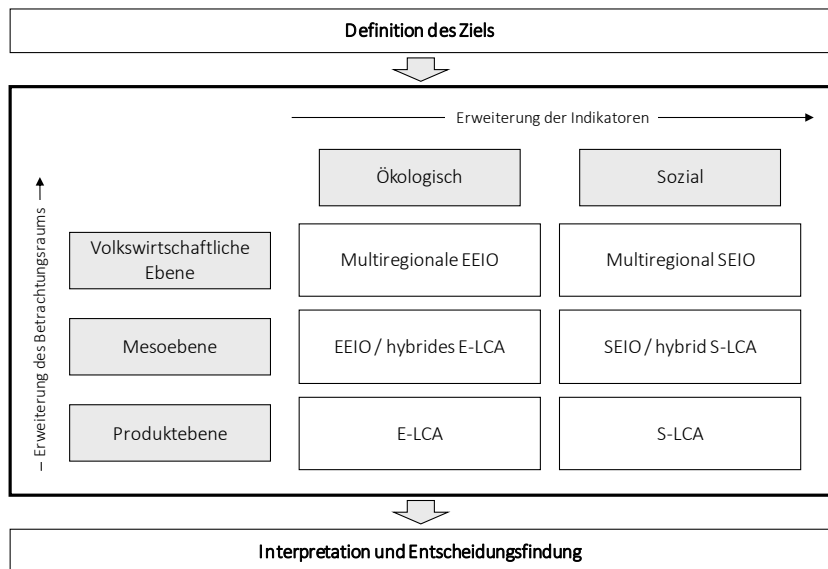 Definition des Ziels
Erweiterung der Indikatoren
Erweiterung des Betrachtungsraums
Ökologisch
Sozial
Volkswirtschaftliche
Ebene
Multiregionale EEIO
Multiregional SEIO
Mesoebene
EEIO / hybrides E-LCA
SEIO / hybrid S-LCA
Produktebene
E-LCA
S-LCA
Interpretation und Entscheidungsfindung